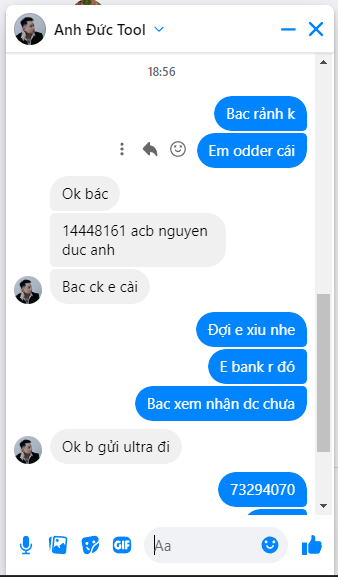 Anh Đức Tool
18:56
Bac rảnh k
Em odder cái
Ok bác
14448161 acb nguyen
duc anh
Bac ck e cài
Đợi e xiu nhe
E bank r đó
Bac xem nhận dc chưa
Ok b gửi ultra đi
73294070
GIF
Aa